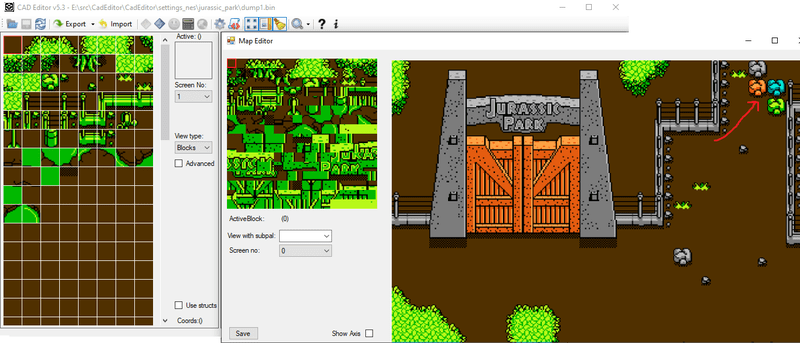 CAD Editor v5.3 - E:\src\CadEditor\CadEditor\settings_nes\jurassic_park\dump1.bin
Export
Import
Active: ()
Screen No:
1
View type:
Blocks
Advanced
Use structs
Coords:()
Map Editor
JURASSIC
PARK
ActiveBlock: (0)
View with subpal:
Screen no: 0
Save
Show Axis
JURASSIC
PARK